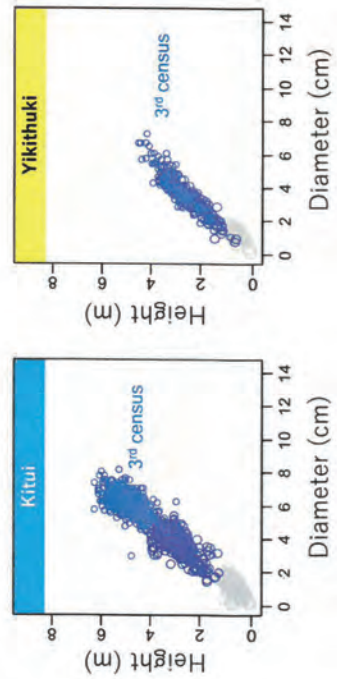 Kitui
Height (m)
8
6
4
2
0
3rd census
0 2 4 6 8 10 12 14
Diameter (cm)
Yikithuki
Height (m)
8
6
4
2
0
3rd census
0 2 4 6 8 10 12 14
Diameter (cm)